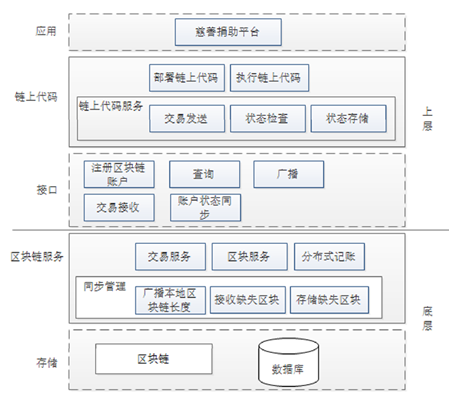 应用
慈善捐助平台
链上代码
部署链上代码
执行链上代码
链上代码服务
交易发送
状态检查
状态存储
上
层
接口
注册区块链
账户
查询
广播
交易接收
账户状态同
步
区块链服务
交易服务
区块服务
分布式记账
同步管理
广播本地区
块链长度
接收缺失区块
存储缺失区块
底
层
存储
区块链
数据库